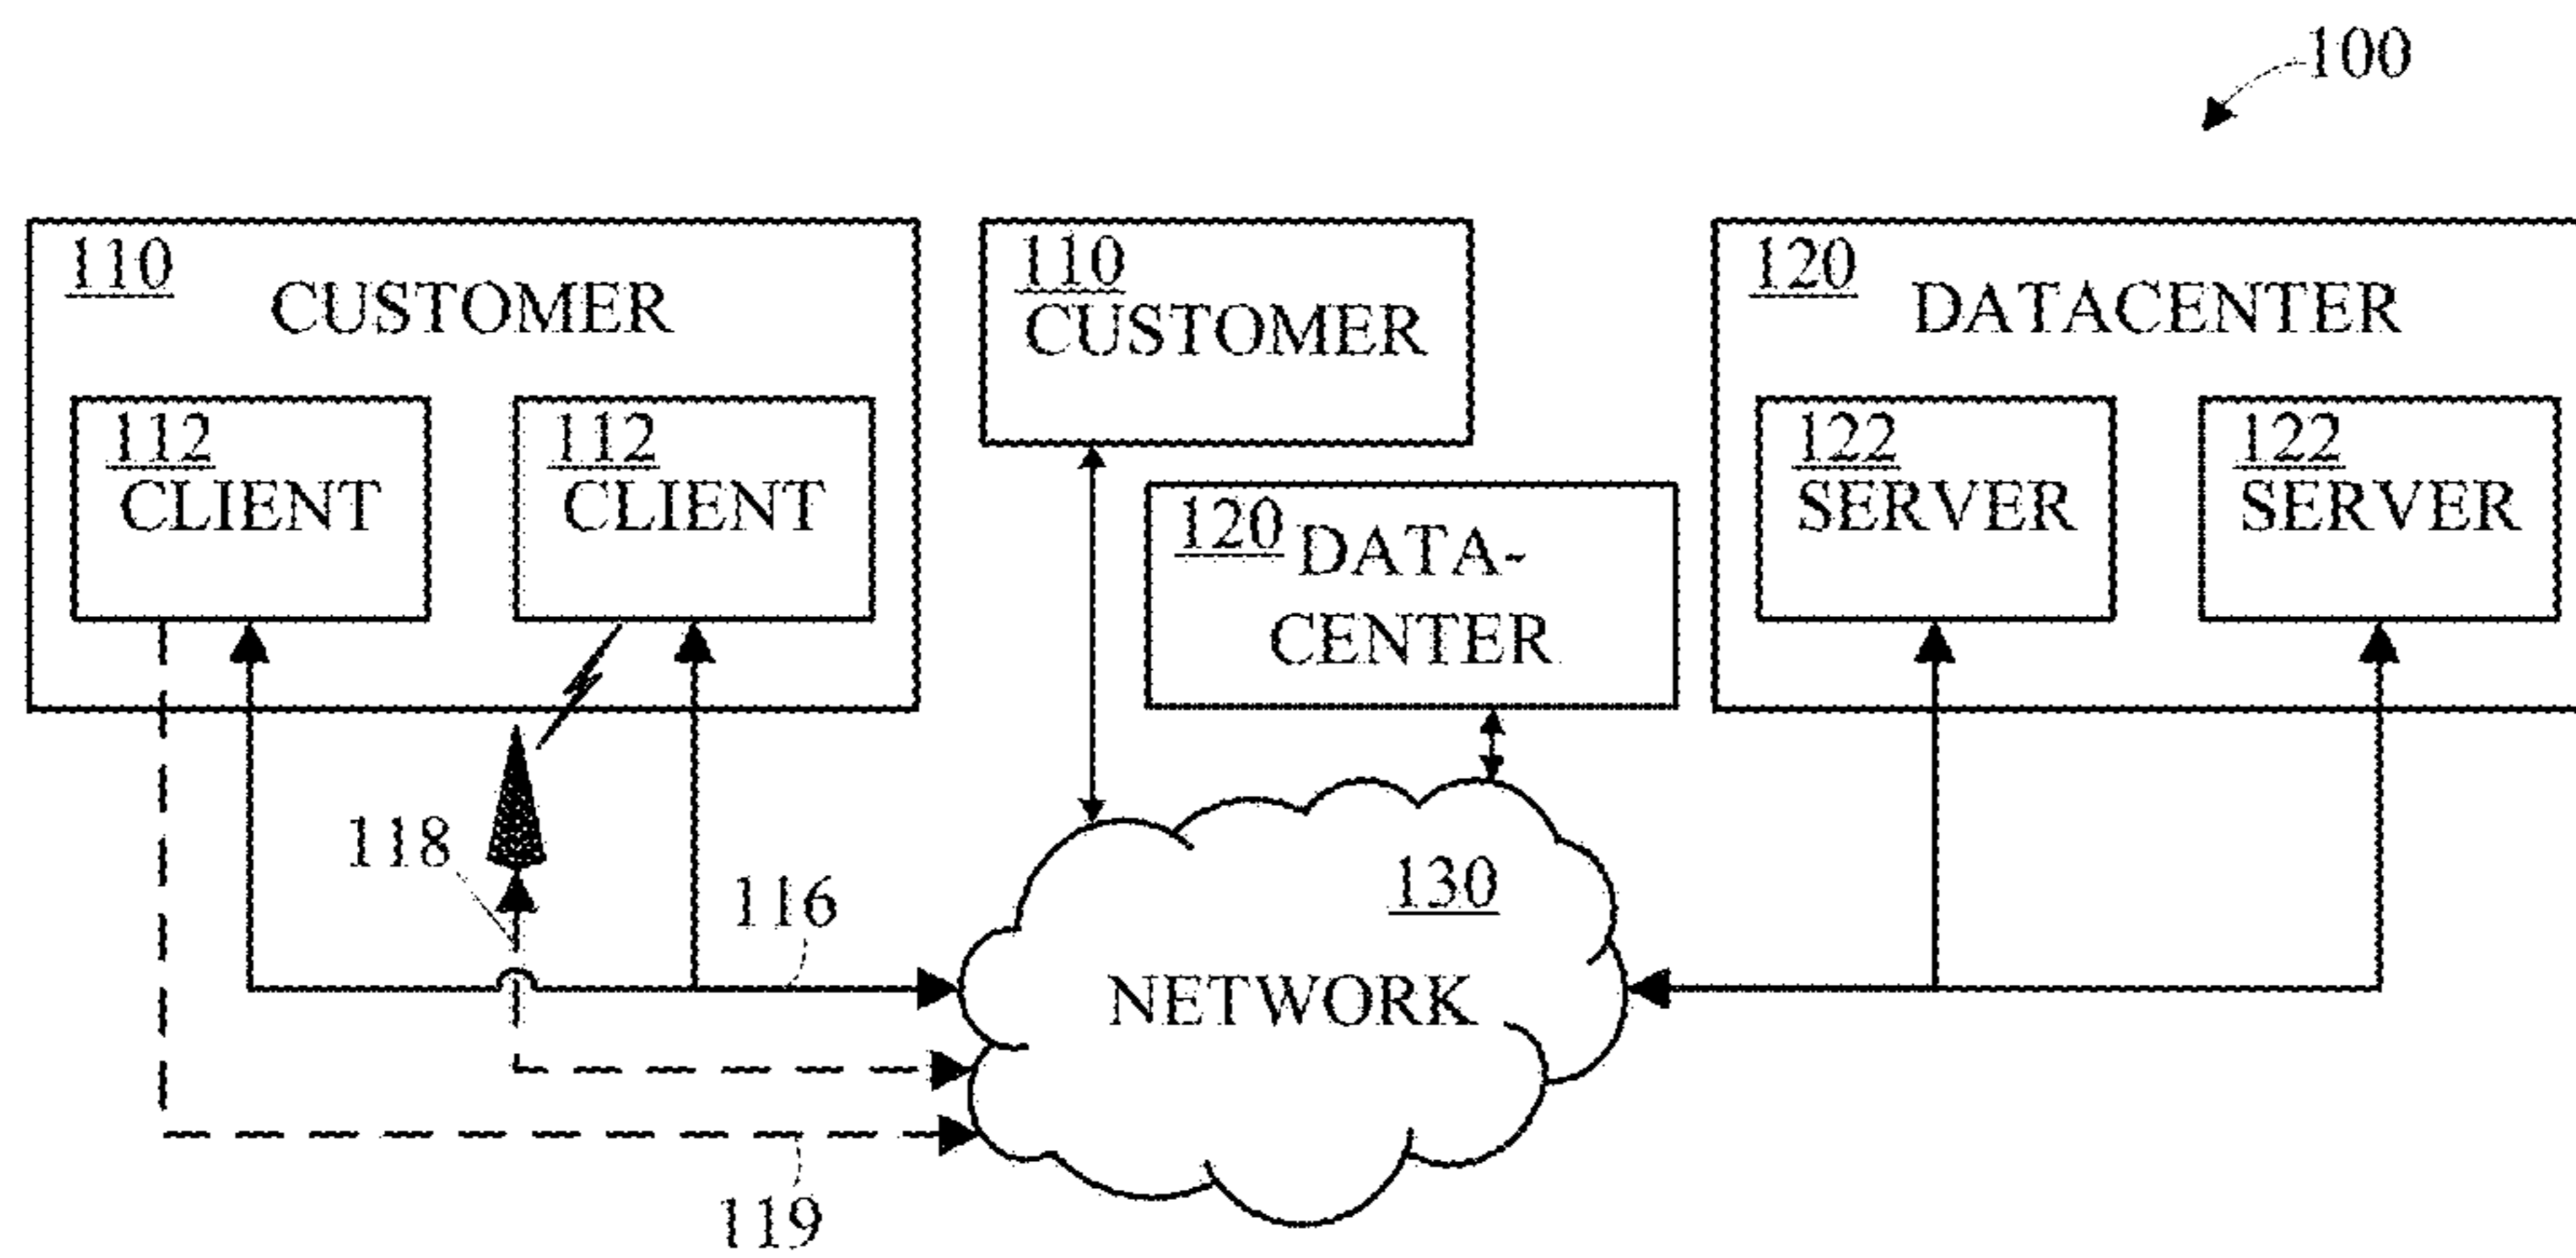 100
110
CUSTOMER
112
CLIENT
112
CLIENT
110
CUSTOMER
120
DATA-
CENTER
120
DATACENTER
122
SERVER
122
SERVER
118
116
119
130
NETWORK